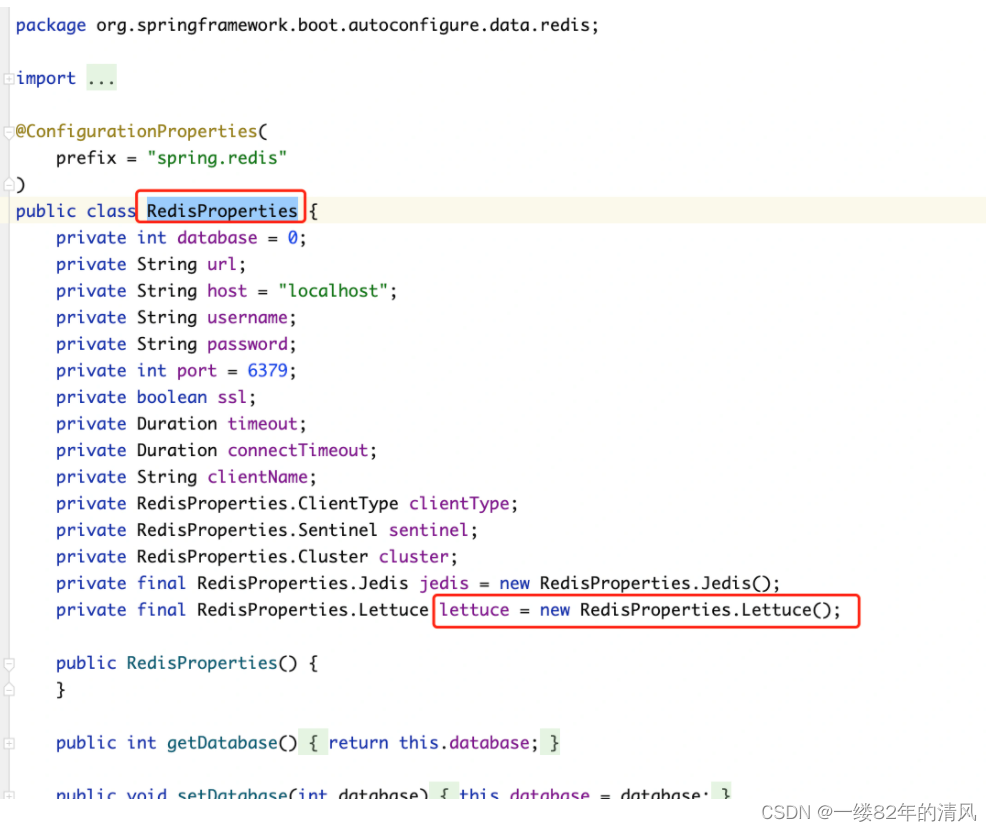 package org.springframework.boot.autoconfigure.data.redis;
import ...
@ConfigurationProperties(
prefix = "spring.redis"
)
public class RedisProperties {
private int database = 0;
private String url;
private String host = "localhost";
private String username;
private String password;
private int port = 6379;
private boolean ssl;
private Duration timeout;
private Duration connectTimeout;
private String clientName;
private RedisProperties.ClientType clientType;
private RedisProperties.Sentinel sentinel;
private RedisProperties.Cluster cluster;
private final RedisProperties.Jedis jedis = new RedisProperties.Jedis();
private final RedisProperties.Lettuce lettuce = new RedisProperties.Lettuce();
public RedisProperties() {
}
public int getDatabase() { return this.database; }
public void setDatabase(int database) { this.database = database; }
CSDN @一缕82年的清风